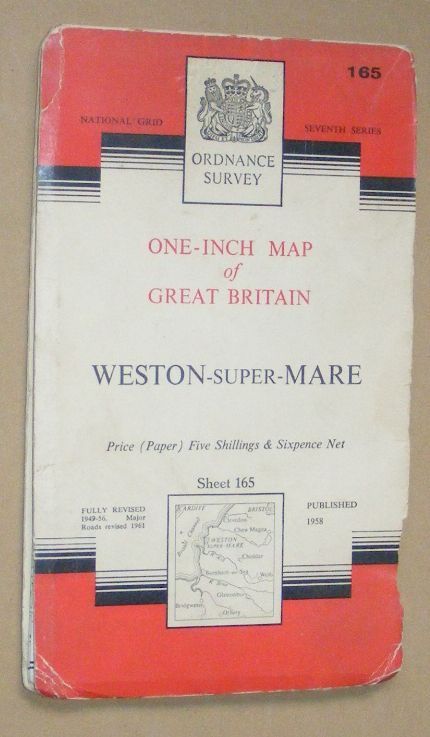 165
NATIONAL GRID
SEVENTH SERIES
ORDNANCE
SURVEY
ONE-INCH MAP
of
GREAT BRITAIN
WESTON-SUPER-MARE
Price (Paper) Five Shillings & Sixpence Net
Sheet 165
FULLY REVISED
1949-56. Major
Roads revised 1961
PUBLISHED
1958
CARDIFF
BRISTOL
Clevedon
Chew Magna
WESTON
SUPER-MARE
Cheddar
Burnham-on-Sea
Wells
Glastonbury
Bridgwater